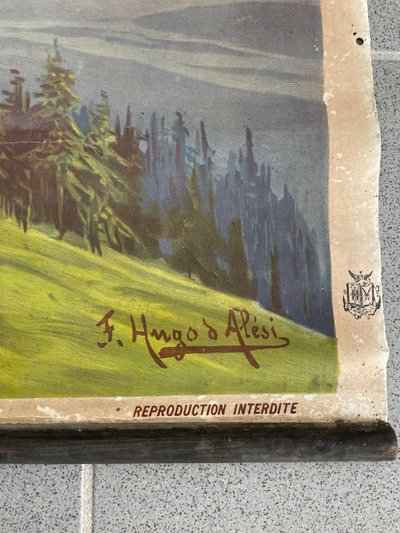 F. Hugo d'Alési
REPRODUCTION INTERDITE